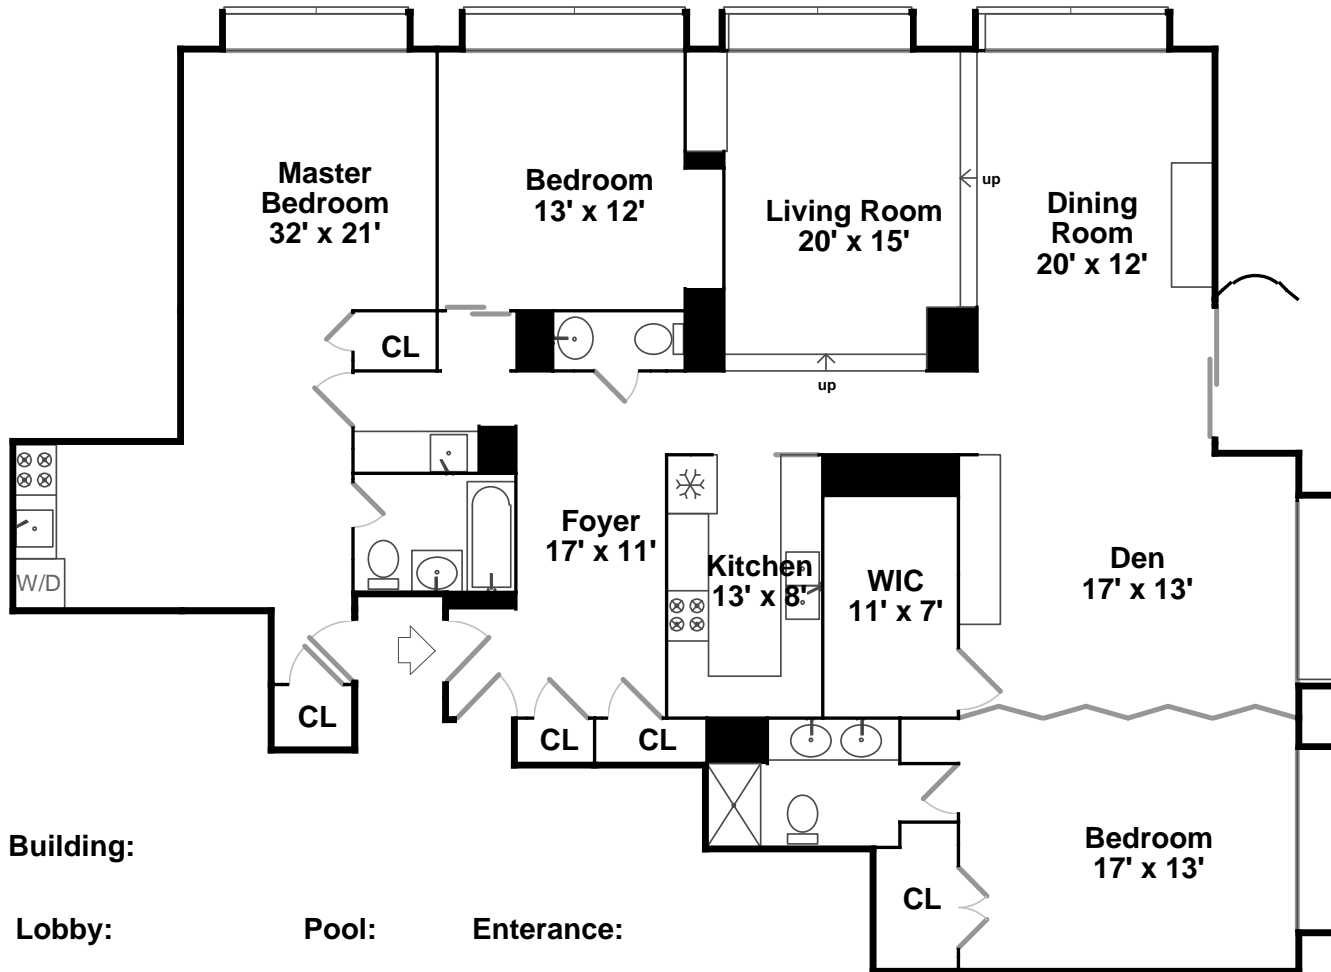 Master
Bedroom
32' x 21'
Bedroom
13' x 12'
Living Room
20' x 15'
up
Dining
Room
20' x 12'
CL
up
W/D
Foyer
17' x 11'
Kitchen
13' x 8'
WIC
11' x 7'
Den
17' x 13'
CL
CL
CL
Bedroom
17' x 13'
CL
Building:
Lobby:
Pool:
Enterance: